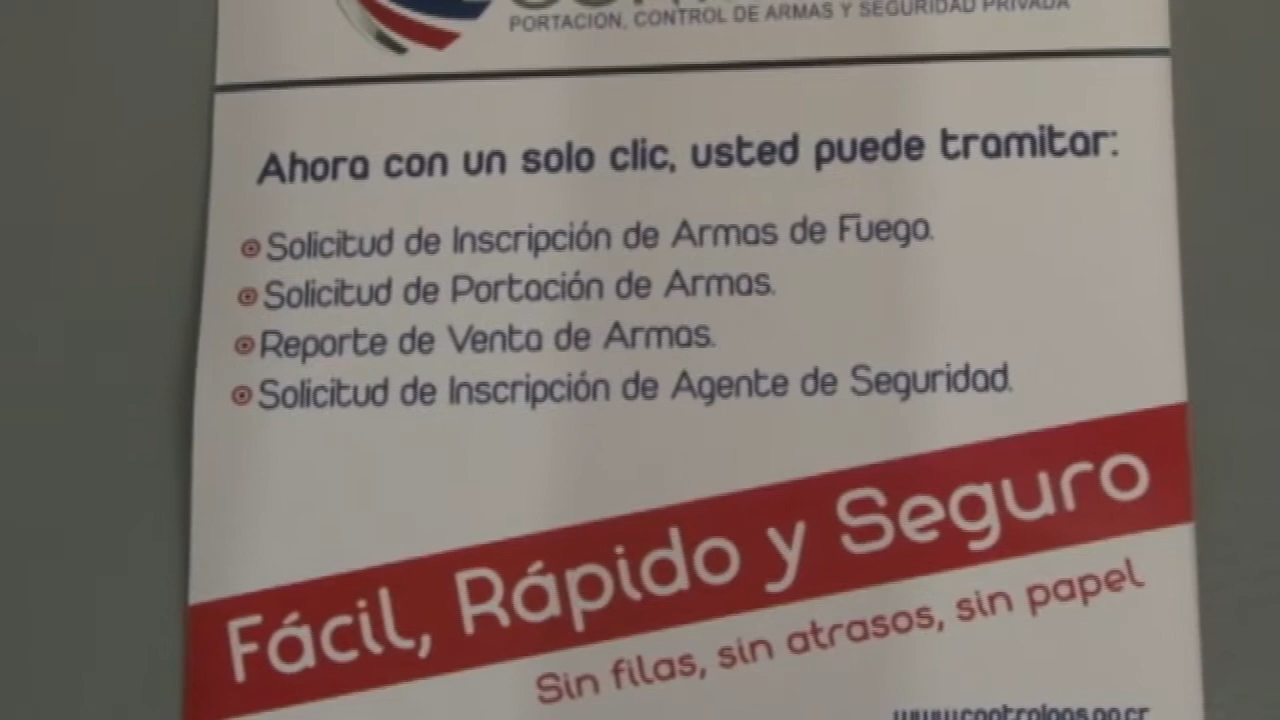 PORTACIÓN, CONTROL DE ARMAS Y SEGURIDAD PRIVADA
Ahora con un solo clic, usted puede tramitar:
Solicitud de Inscripción de Armas de Fuego.
Solicitud de Portación de Armas.
Reporte de Venta de Armas.
Solicitud de Inscripción de Agente de Seguridad.
Fácil, Rápido y Seguro
Sin filas, sin atrasos, sin papel